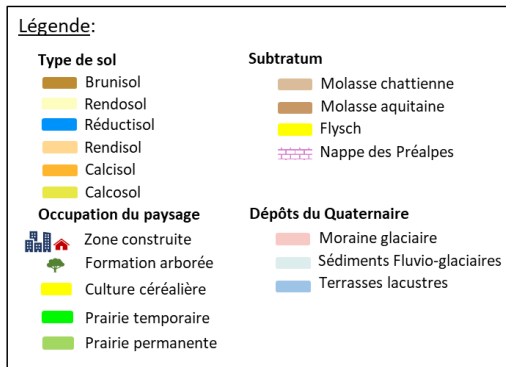 Légende:
Type de sol
Brunisol
Rendosol
Réductisol
Rendisol
Calcisol
Calcosol
Occupation du paysage
Zone construite
Formation arborée
Culture céréalière
Prairie temporaire
Prairie permanente
Subtratum
Molasse chattienne
Molasse aquitaine
Flysch
Nappe des Préalpes
Dépôts du Quaternaire
Moraine glaciaire
Sédiments Fluvio-glaciaires
Terrasses lacustres